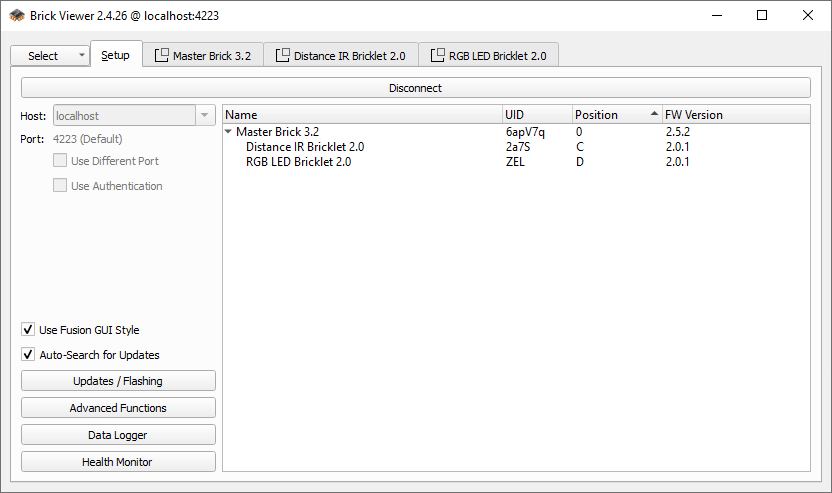 Brick Viewer 2.4.26 @ localhost:4223
Select Setup Master Brick 3.2 Distance IR Bricklet 2.0 RGB LED Bricklet 2.0
Disconnect
Host: localhost
Port: 4223 (Default)
Use Different Port
Use Authentication
Name UID Position FW Version
Master Brick 3.2 6apV7q 0 2.5.2
Distance IR Bricklet 2.0 2a7S C 2.0.1
RGB LED Bricklet 2.0 ZEL D 2.0.1
Use Fusion GUI Style
Auto-Search for Updates
Updates / Flashing
Advanced Functions
Data Logger
Health Monitor